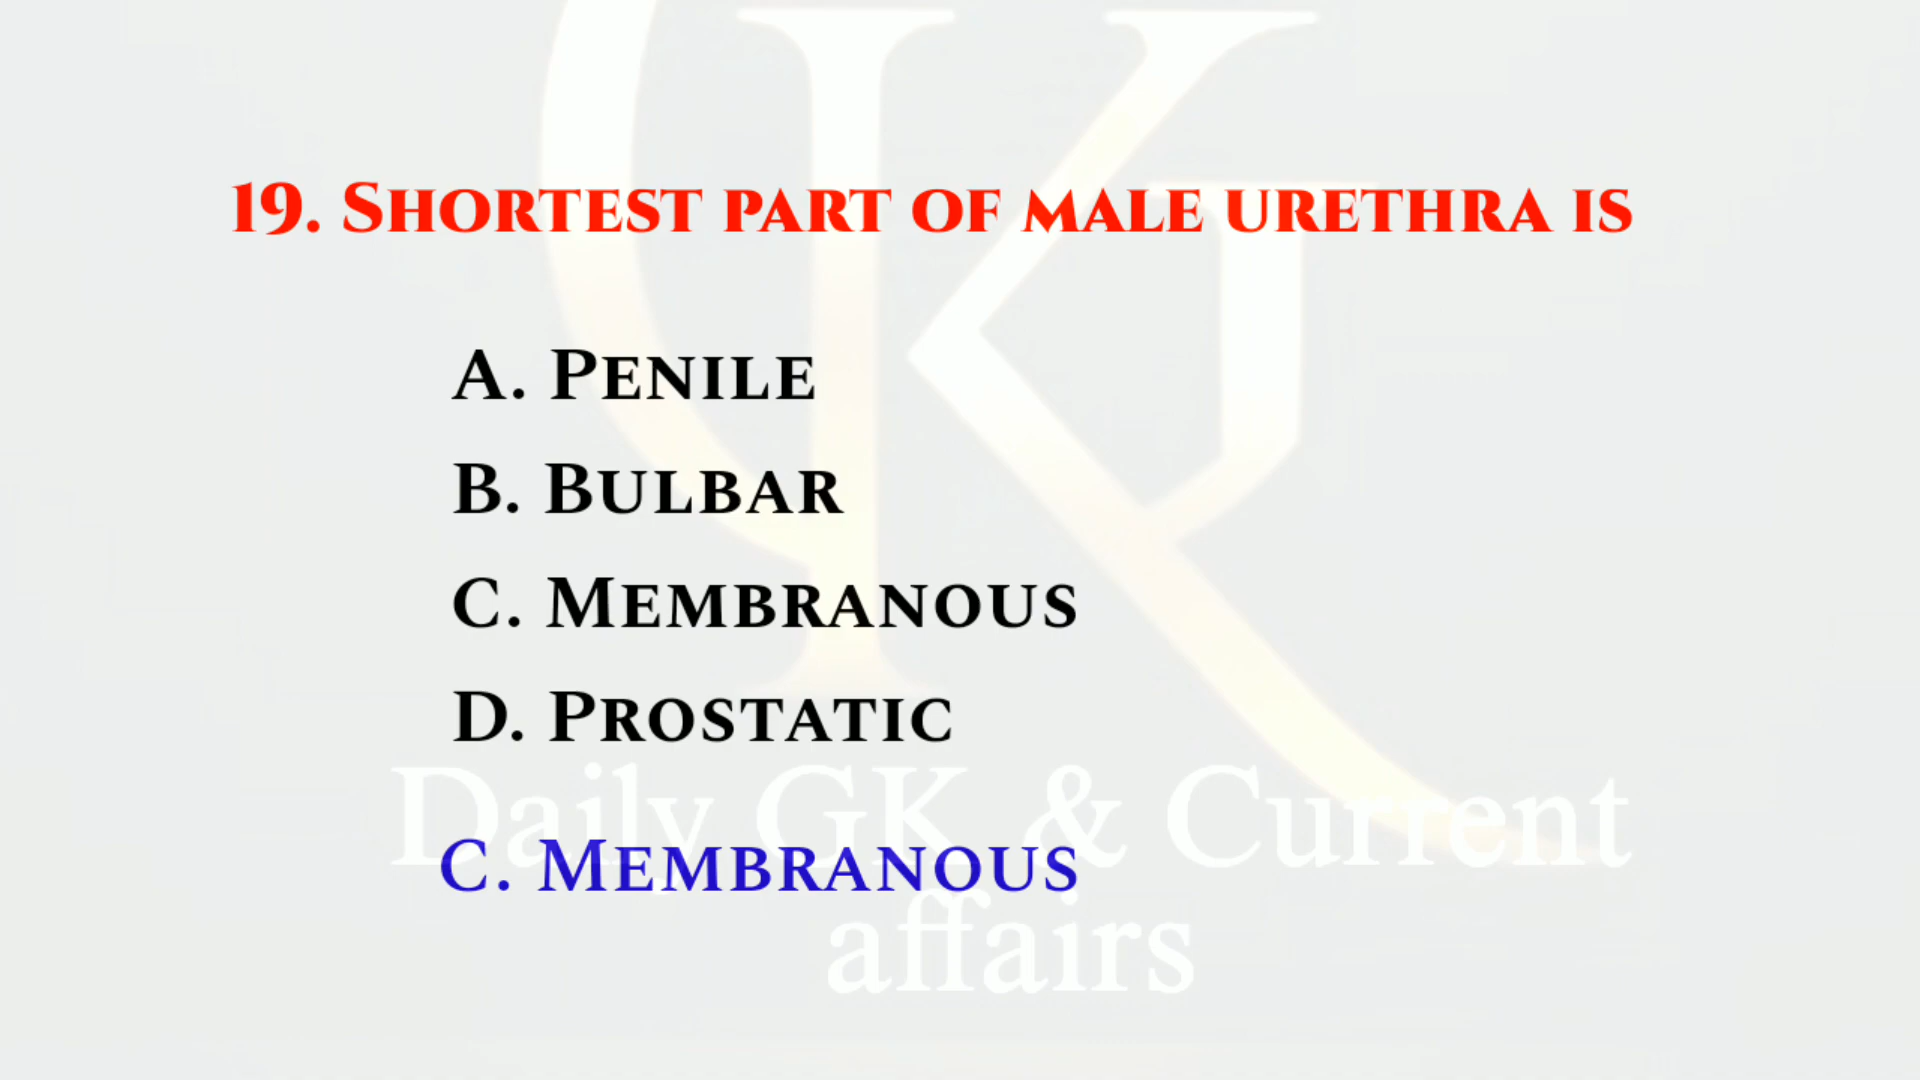 19. Shortest part of male urethra is
A. Penile
B. Bulbar
C. Membranous
D. Prostatic
Daily GK & Current
C. Membranous
affairs